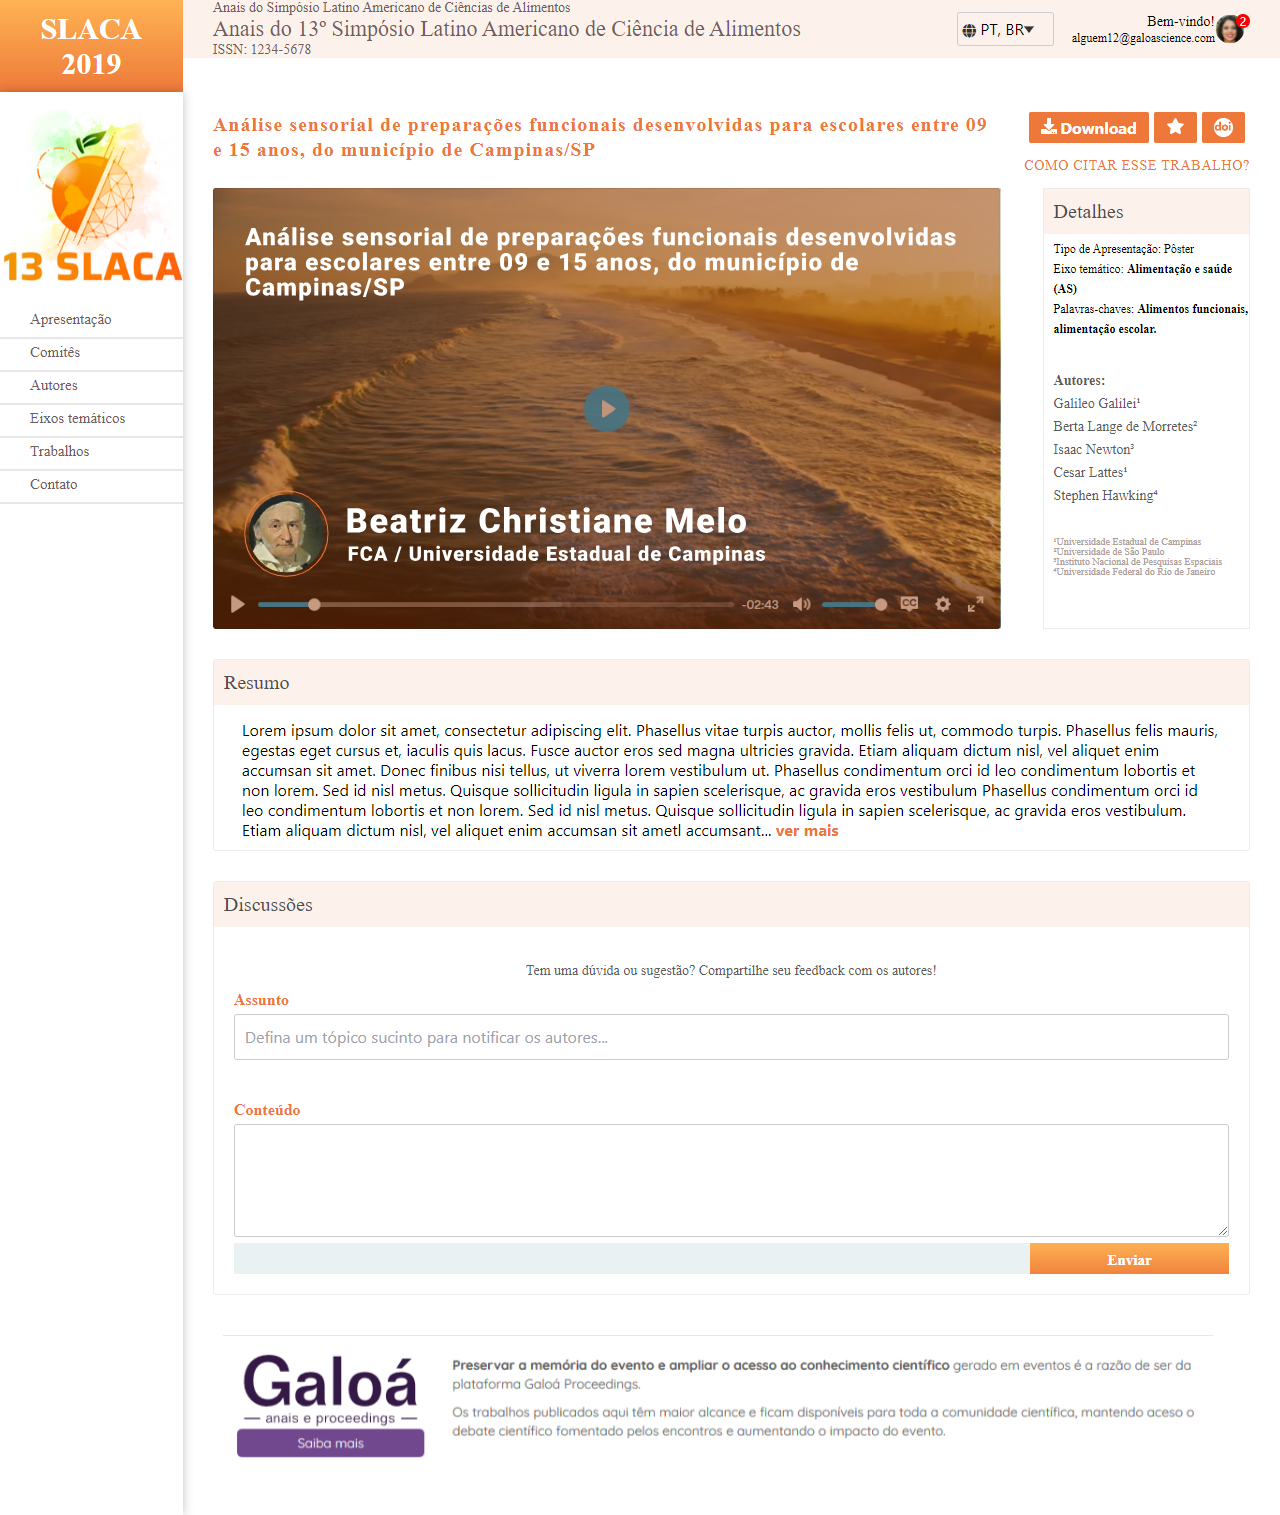 SLACA
2019
Anais do Simpósio Latino Americano de Ciências de Alimentos
Anais do 13º Simpósio Latino Americano de Ciência de Alimentos
ISSN: 1234-5678
PT, BR
Bem-vindo!
2
alguem12@galoascience.com
13 SLACA
Apresentação
Comitês
Autores
Eixos temáticos
Trabalhos
Contato
Análise sensorial de preparações funcionais desenvolvidas para escolares entre 09
e 15 anos, do município de Campinas/SP
Download
doi
COMO CITAR ESSE TRABALHO?
Análise sensorial de preparações funcionais desenvolvidas
para escolares entre 09 e 15 anos, do município de
Campinas/SP
Beatriz Christiane Melo
FCA / Universidade Estadual de Campinas
-02:43
CC
Detalhes
Tipo de Apresentação: Pôster
Eixo temático: Alimentação e saúde
(AS)
Palavras-chaves: Alimentos funcionais,
alimentação escolar.
Autores:
Galileo Galilei¹
Berta Lange de Morretes²
Isaac Newton³
Cesar Lattes¹
Stephen Hawking⁴
¹Universidade Estadual de Campinas
²Universidade de São Paulo
³Instituto Nacional de Pesquisas Espaciais
⁴Universidade Federal do Rio de Janeiro
Resumo
Lorem ipsum dolor sit amet, consectetur adipiscing elit. Phasellus vitae turpis auctor, mollis felis ut, commodo turpis. Phasellus felis mauris,
egestas eget cursus et, iaculis quis lacus. Fusce auctor eros sed magna ultricies gravida. Etiam aliquam dictum nisl, vel aliquet enim
accumsan sit amet. Donec finibus nisi tellus, ut viverra lorem vestibulum ut. Phasellus condimentum orci id leo condimentum lobortis et
non lorem. Sed id nisl metus. Quisque sollicitudin ligula in sapien scelerisque, ac gravida eros vestibulum Phasellus condimentum orci id
leo condimentum lobortis et non lorem. Sed id nisl metus. Quisque sollicitudin ligula in sapien scelerisque, ac gravida eros vestibulum.
Etiam aliquam dictum nisl, vel aliquet enim accumsan sit ametl accumsant... ver mais
Discussões
Tem uma dúvida ou sugestão? Compartilhe seu feedback com os autores!
Assunto
Defina um tópico sucinto para notificar os autores...
Conteúdo
Enviar
Galoá
anais e proceedings
Saiba mais
Preservar a memória do evento e ampliar o acesso ao conhecimento científico gerado em eventos é a razão de ser da
plataforma Galoá Proceedings.
Os trabalhos publicados aqui têm maior alcance e ficam disponíveis para toda a comunidade científica, mantendo aceso o
debate científico fomentado pelos encontros e aumentando o impacto do evento.